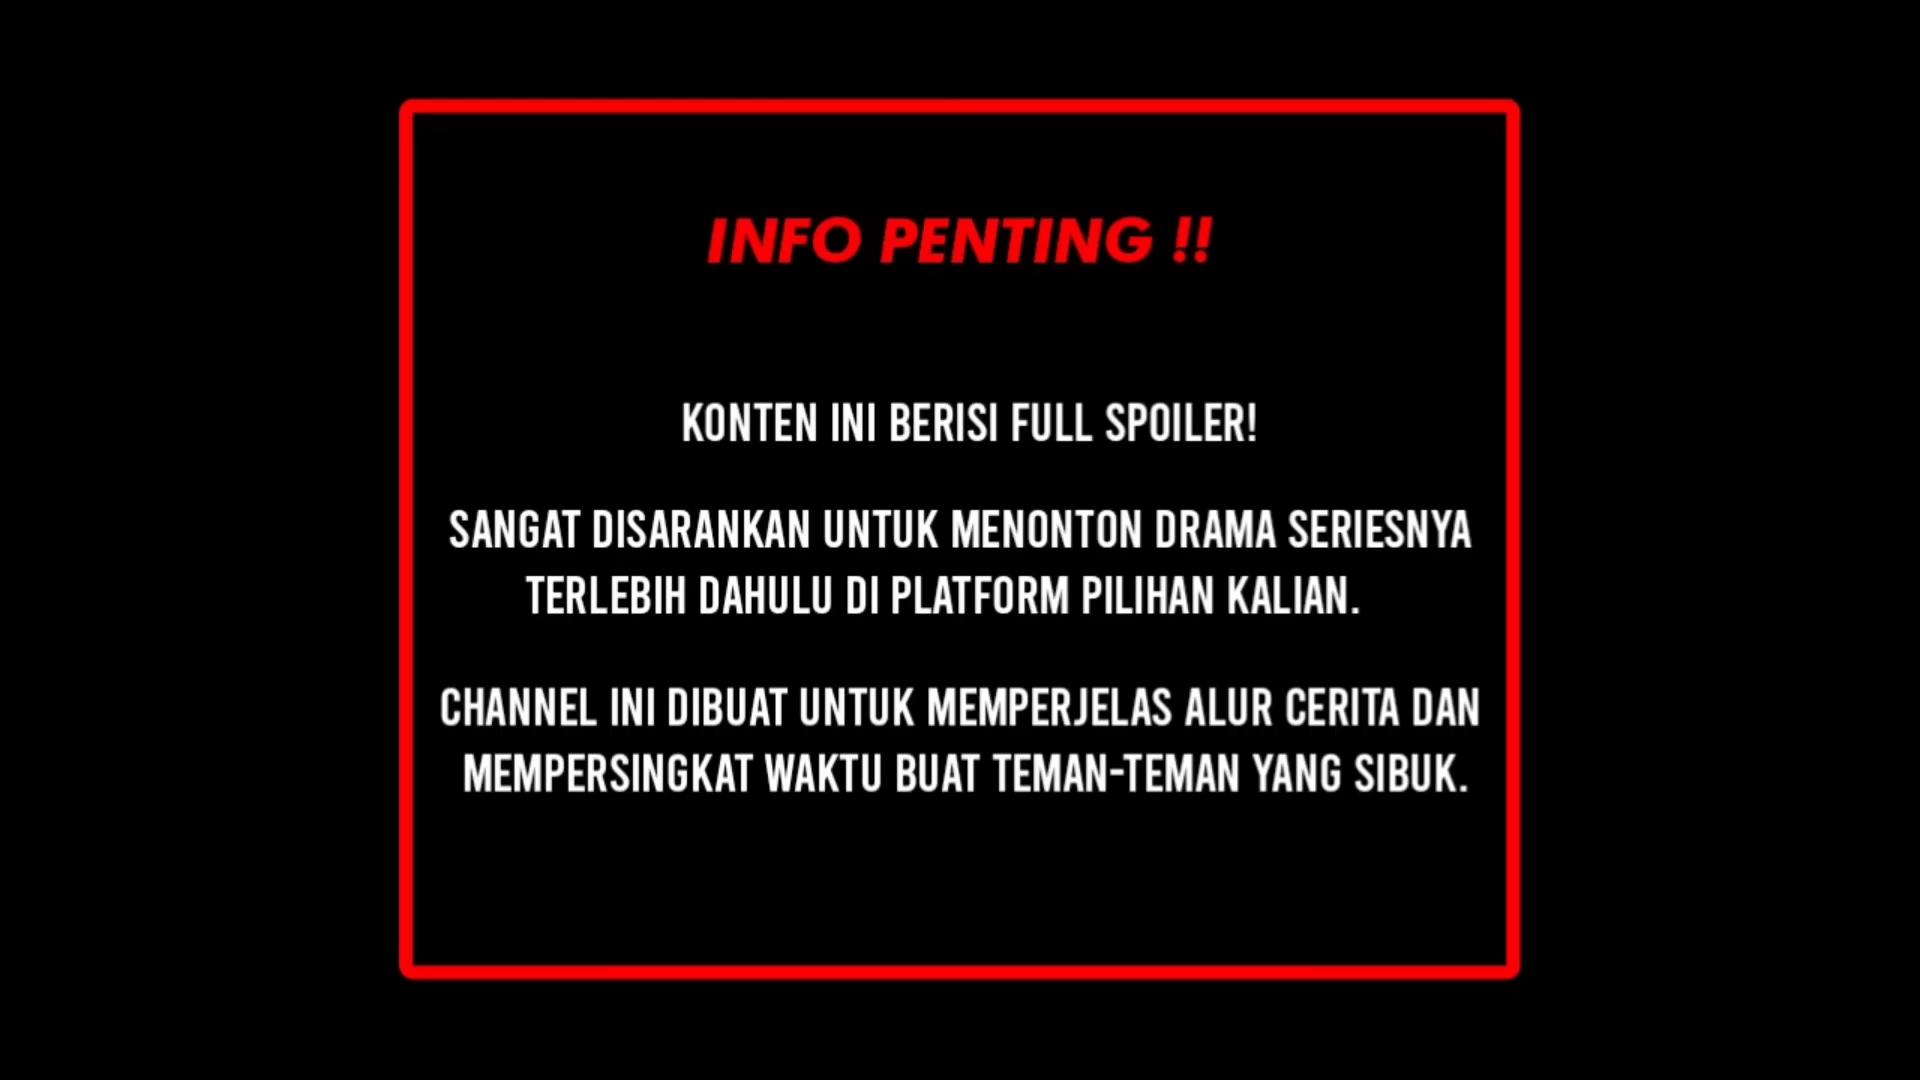 INFO PENTING !!
KONTEN INI BERISI FULL SPOILER!
SANGAT DISARANKAN UNTUK MENONTON DRAMA SERIESNYA
TERLEBIH DAHULU DI PLATFORM PILIHAN KALIAN.
CHANNEL INI DIBUAT UNTUK MEMPERJELAS ALUR CERITA DAN
MEMPERSINGKAT WAKTU BUAT TEMAN-TEMAN YANG SIBUK.